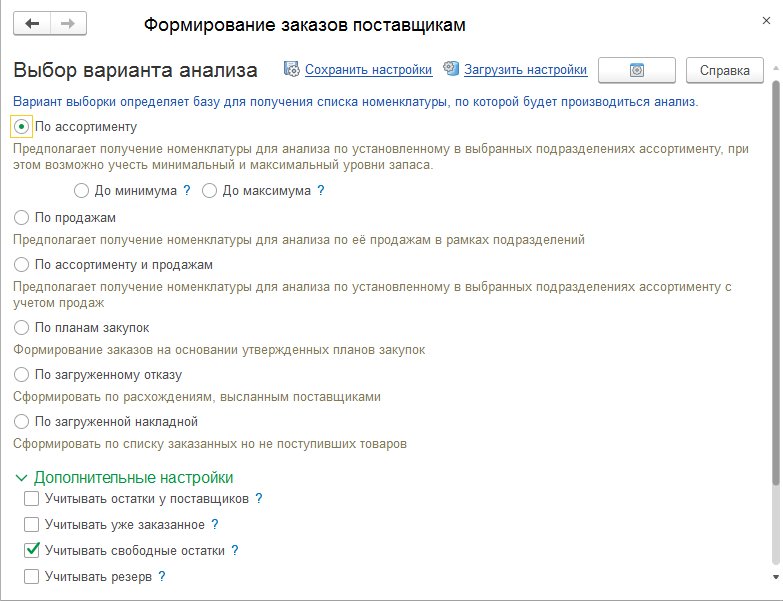 Формирование заказов поставщикам
Выбор варианта анализа
Сохранить настройки
Загрузить настройки
Справка
Вариант выборки определяет базу для получения списка номенклатуры, по которой будет производиться анализ.
По ассортименту
Предполагает получение номенклатуры для анализа по установленному в выбранных подразделениях ассортименту, при
этом возможно учесть минимальный и максимальный уровни запаса.
До минимума ? До максимума ?
По продажам
Предполагает получение номенклатуры для анализа по её продажам в рамках подразделений
По ассортименту и продажам
Предполагает получение номенклатуры для анализа по установленному в выбранных подразделениях ассортименту с
учетом продаж
По планам закупок
Формирование заказов на основании утвержденных планов закупок
По загруженному отказу
Сформировать по расхождениям, высланным поставщиками
По загруженной накладной
Сформировать по списку заказанных но не поступивших товаров
Дополнительные настройки
Учитывать остатки у поставщиков ?
Учитывать уже заказанное ?
Учитывать свободные остатки ?
Учитывать резерв ?